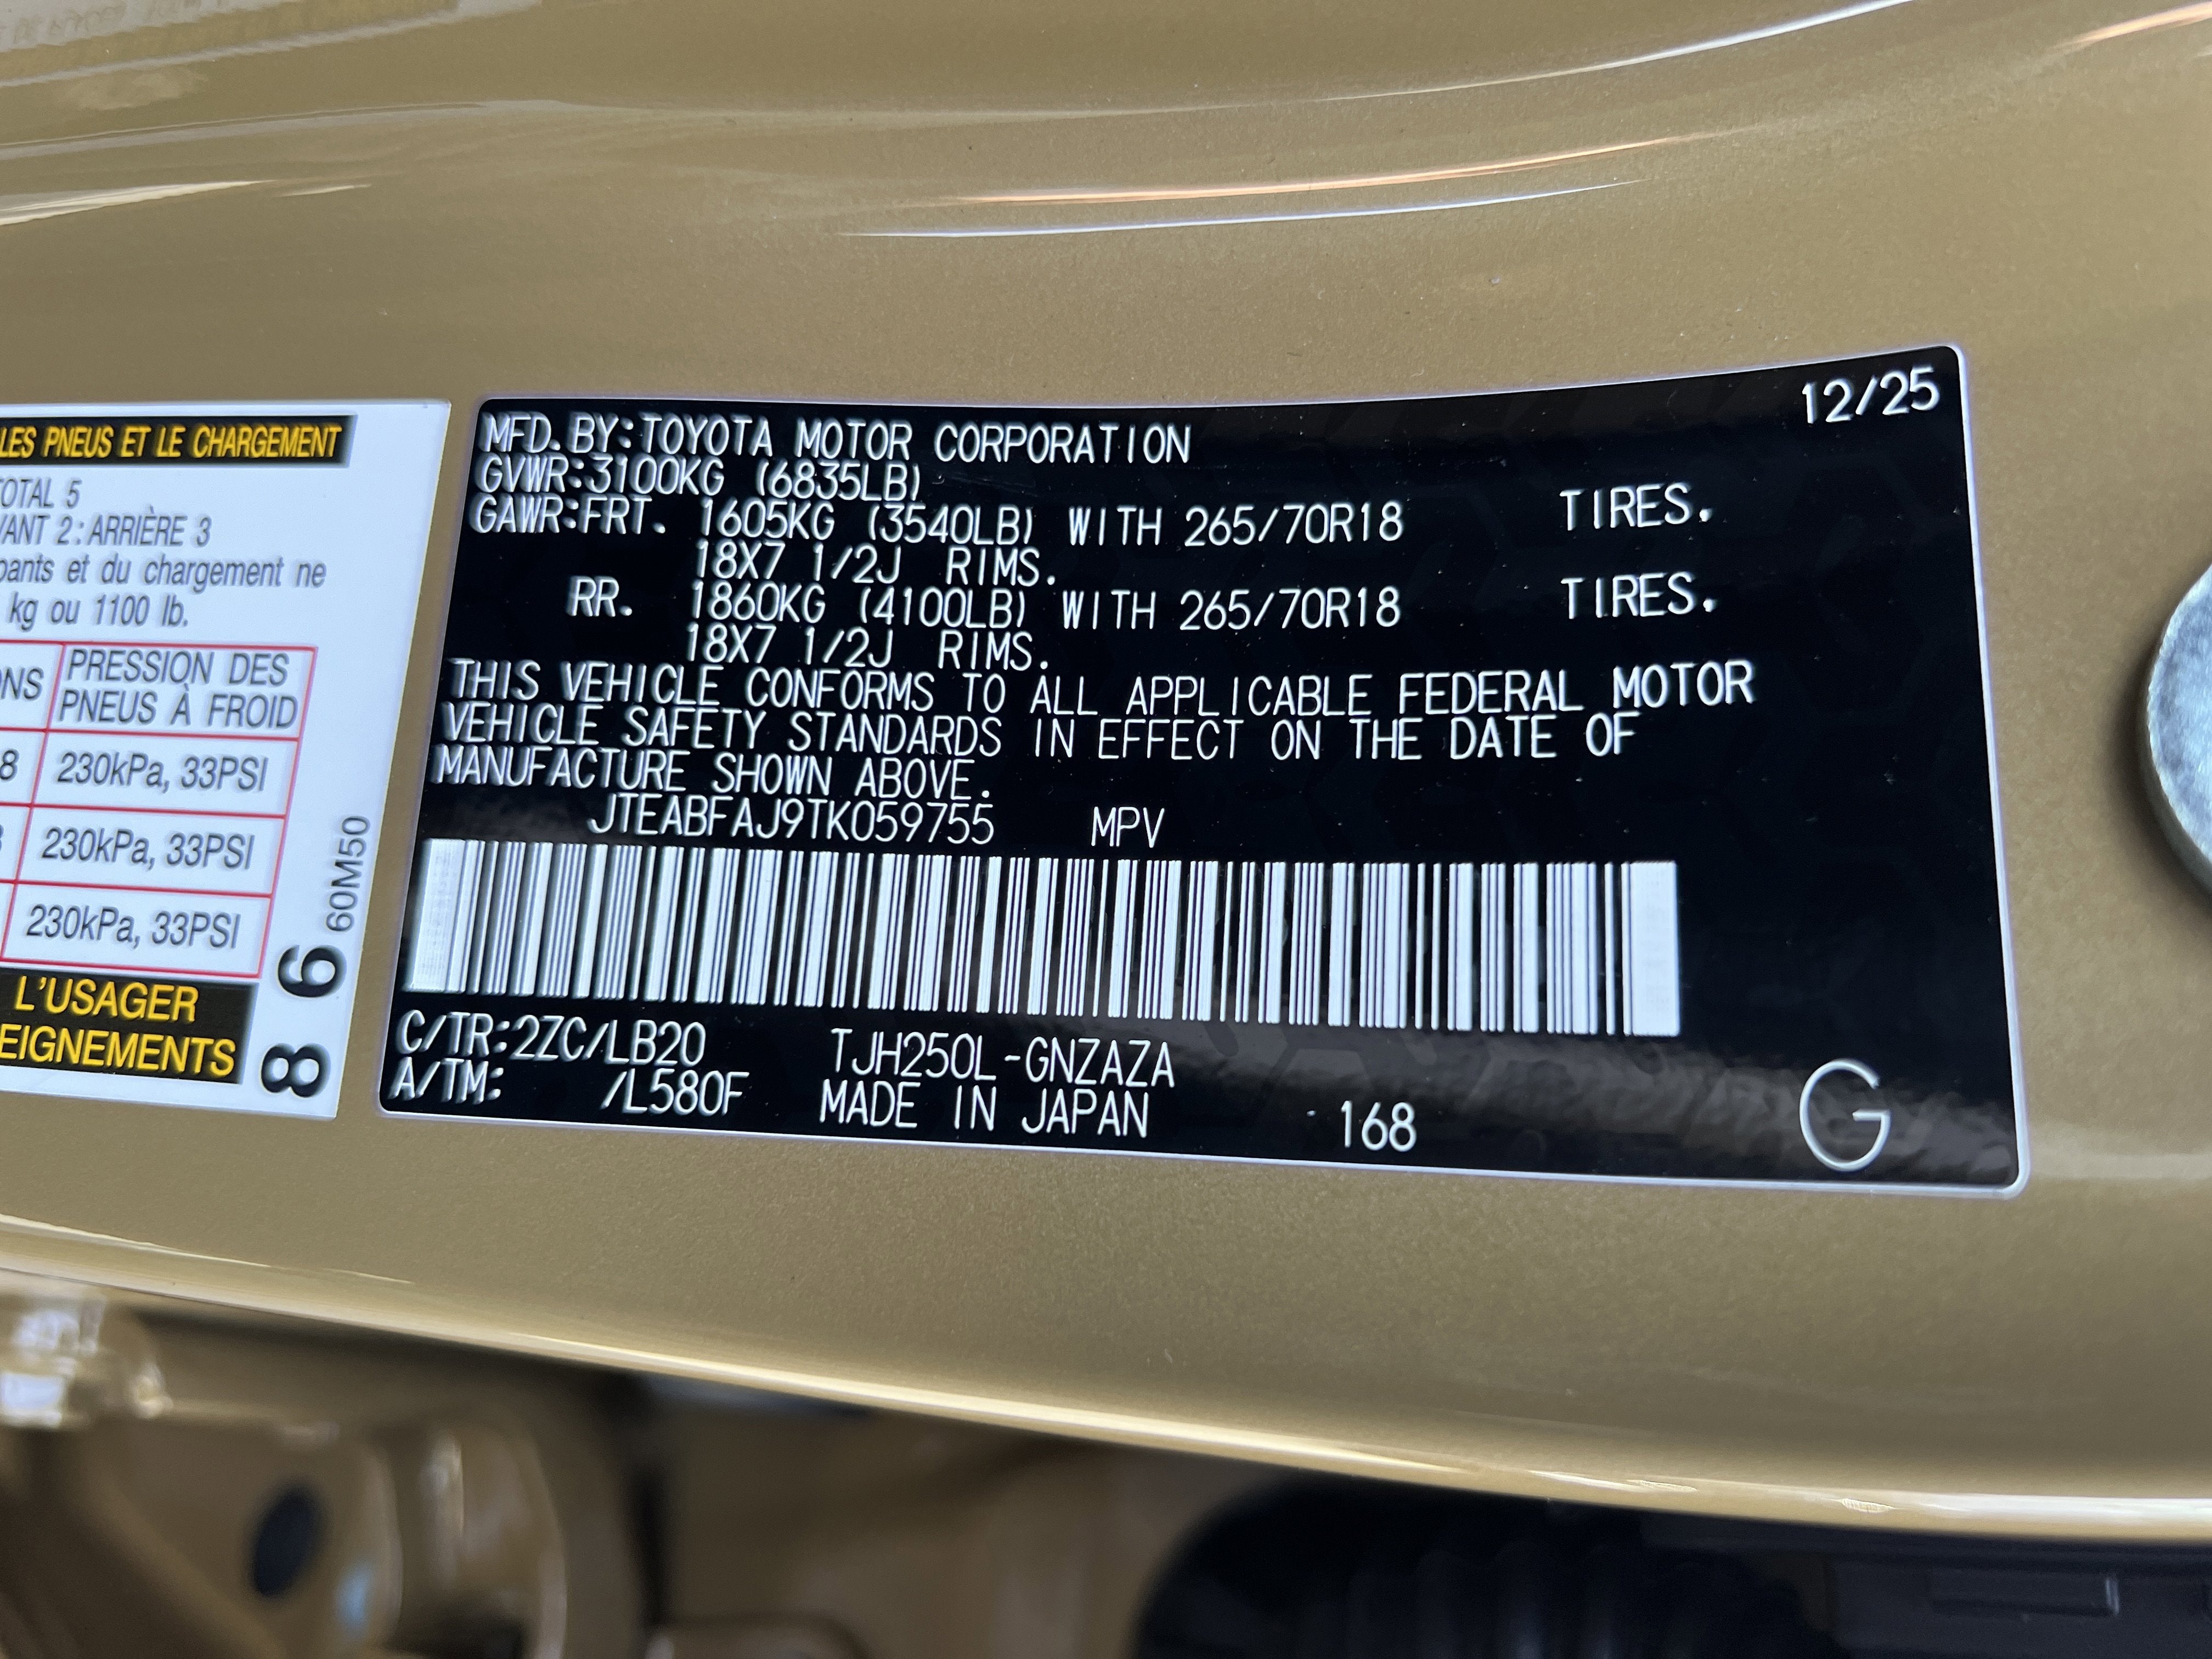 LES PNEUS ET LE CHARGEMENT
TOTAL 5
VANT 2 : ARRIÈRE 3
pants et du chargement ne
kg ou 1100 lb.
ONS PRESSION DES
PNEUS À FROID
8 230kPa, 33PSI
230kPa, 33PSI
230kPa, 33PSI
L'USAGER
EIGNEMENTS
86
60M50
12/25
MFD.BY:TOYOTA MOTOR CORPORATION
GVWR:3100KG (6835LB)
GAWR:FRT. 1605KG (3540LB) WITH 265/70R18 TIRES.
18X7 1/2J RIMS.
RR. 1860KG (4100LB) WITH 265/70R18 TIRES.
18X7 1/2J RIMS.
THIS VEHICLE CONFORMS TO ALL APPLICABLE FEDERAL MOTOR
VEHICLE SAFETY STANDARDS IN EFFECT ON THE DATE OF
MANUFACTURE SHOWN ABOVE.
JTEABFAJ9TK059755 MPV
C/TR:2ZC/LB20 TJH250L-GNZAZA
A/TM: /L580F MADE IN JAPAN 168 G